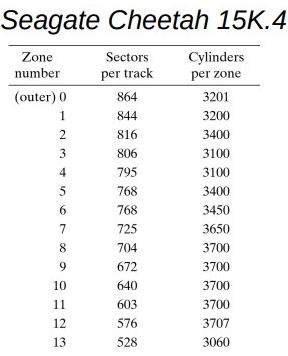 Seagate Cheetah 15K.4
Zone Sectors Cylinders
number per track per zone
(outer) 0 864 3201
1 844 3200
2 816 3400
3 806 3100
4 795 3100
5 768 3400
6 768 3450
7 725 3650
8 704 3700
9 672 3700
10 640 3700
11 603 3700
12 576 3707
13 528 3060